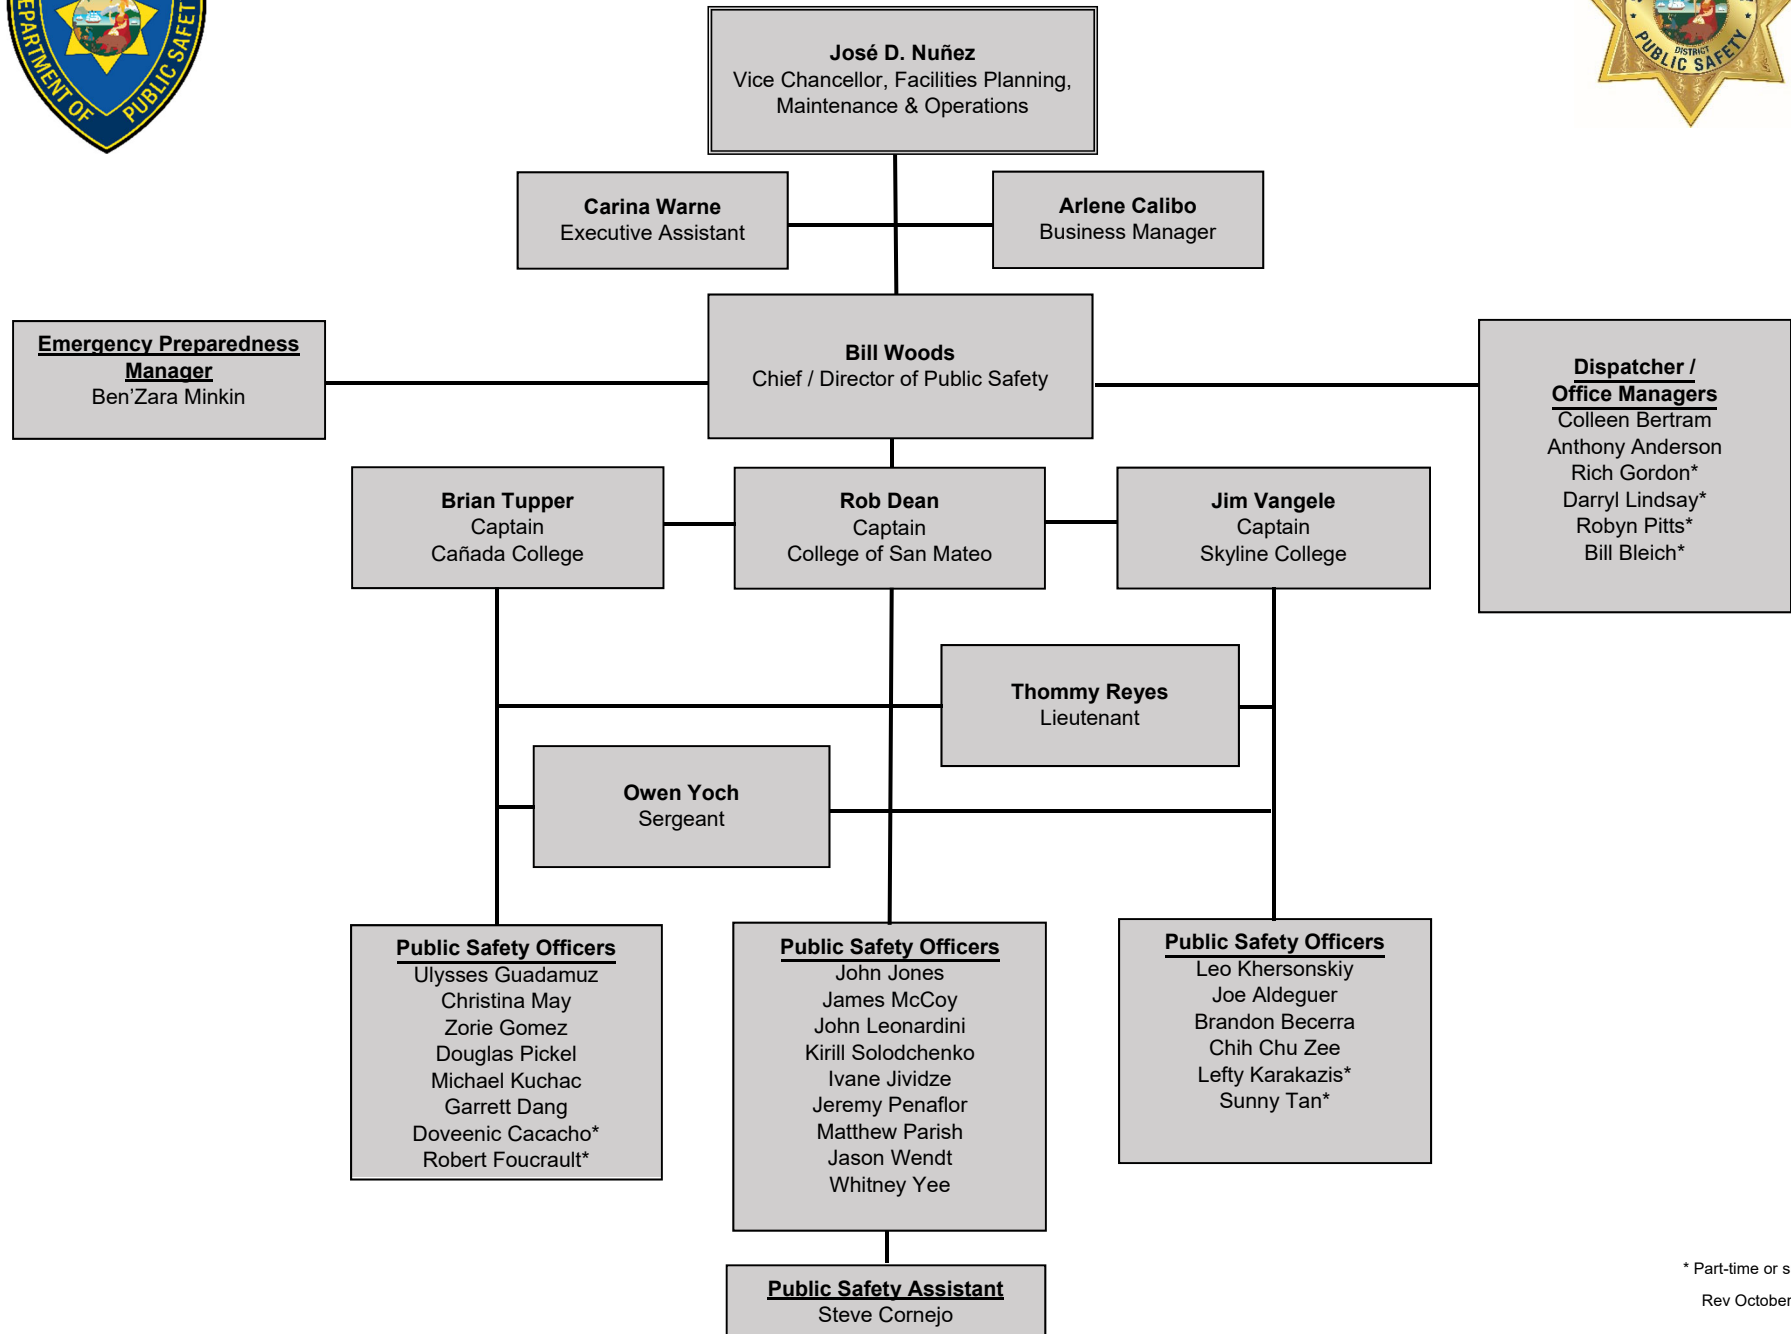 DEPARTMENT OF PUBLIC SAFETY
DISTRICT
PUBLIC SAFETY
José D. Nuñez
Vice Chancellor, Facilities Planning,
Maintenance & Operations
Carina Warne
Executive Assistant
Arlene Calibo
Business Manager
Emergency Preparedness
Manager
Ben’Zara Minkin
Bill Woods
Chief / Director of Public Safety
Dispatcher /
Office Managers
Colleen Bertram
Anthony Anderson
Rich Gordon*
Darryl Lindsay*
Robyn Pitts*
Bill Bleich*
Brian Tupper
Captain
Cañada College
Rob Dean
Captain
College of San Mateo
Jim Vangele
Captain
Skyline College
Thommy Reyes
Lieutenant
Owen Yoch
Sergeant
Public Safety Officers
Ulysses Guadamuz
Christina May
Zorie Gomez
Douglas Pickel
Michael Kuchac
Garrett Dang
Doveenic Cacacho*
Robert Foucrault*
Public Safety Officers
John Jones
James McCoy
John Leonardini
Kirill Solodchenko
Ivane Jividze
Jeremy Penaflor
Matthew Parish
Jason Wendt
Whitney Yee
Public Safety Officers
Leo Khersonskiy
Joe Aldeguer
Brandon Becerra
Chih Chu Zee
Lefty Karakazis*
Sunny Tan*
Public Safety Assistant
Steve Cornejo
* Part-time or s
Rev October